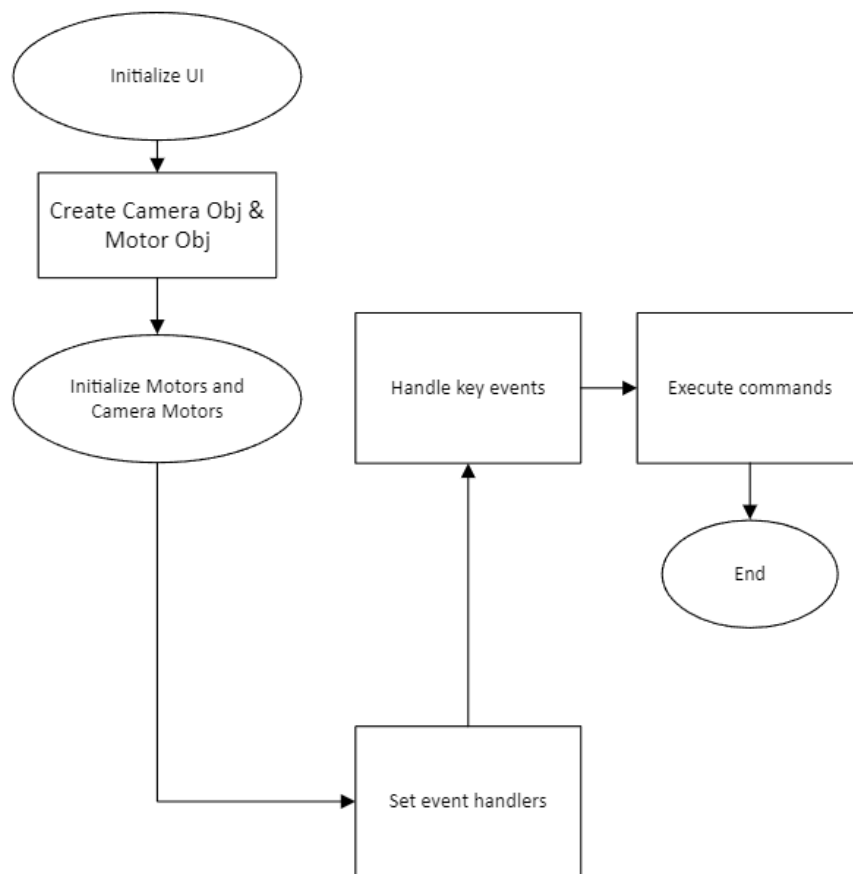 Initialize UI
Create Camera Obj &
Motor Obj
Initialize Motors and
Camera Motors
Set event handlers
Handle key events
Execute commands
End